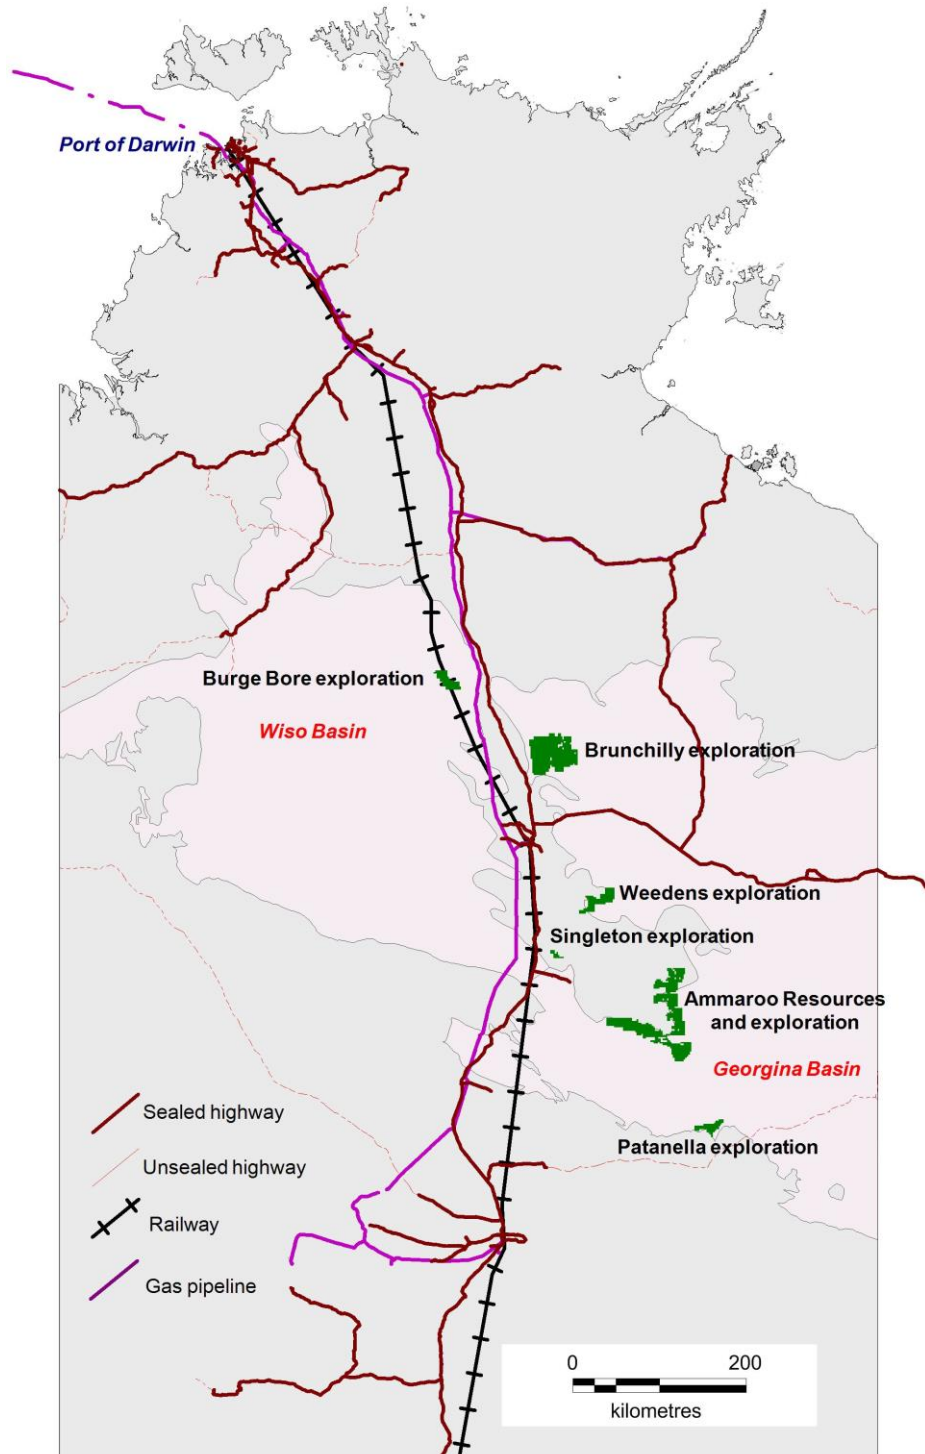 Port of Darwin
Burge Bore exploration
Wiso Basin
Brunchilly exploration
Weedens exploration
Singleton exploration
Ammaroo Resources
and exploration
Georgina Basin
Patanella exploration
Sealed highway
Unsealed highway
Railway
Gas pipeline
0 200
kilometres